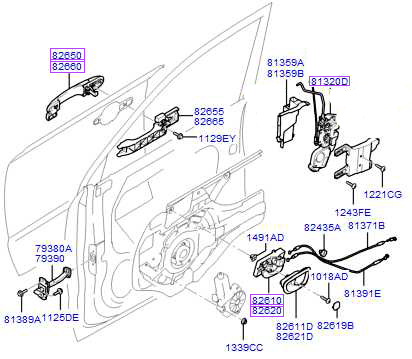 82650
82660
82655
82665
1129EY
81359A
81359B
81320D
1221CG
1243FE
81371B
82435A
1491AD
1018AD
81391E
79380A
79390
81389A
1125DE
82610
82620
82611D
82621D
82619B
1339CC